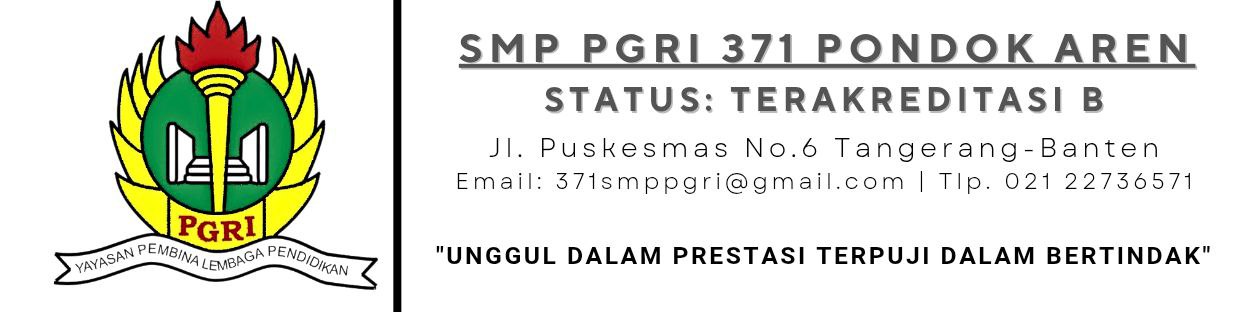 PGRI
YAYASAN PEMBINA LEMBAGA PENDIDIKAN
SMP PGRI 371 PONDOK AREN
STATUS: TERAKREDITASI B
Jl. Puskesmas No.6 Tangerang-Banten
Email: 371smppgri@gmail.com | Tlp. 021 22736571
"UNGGUL DALAM PRESTASI TERPUJI DALAM BERTINDAK"